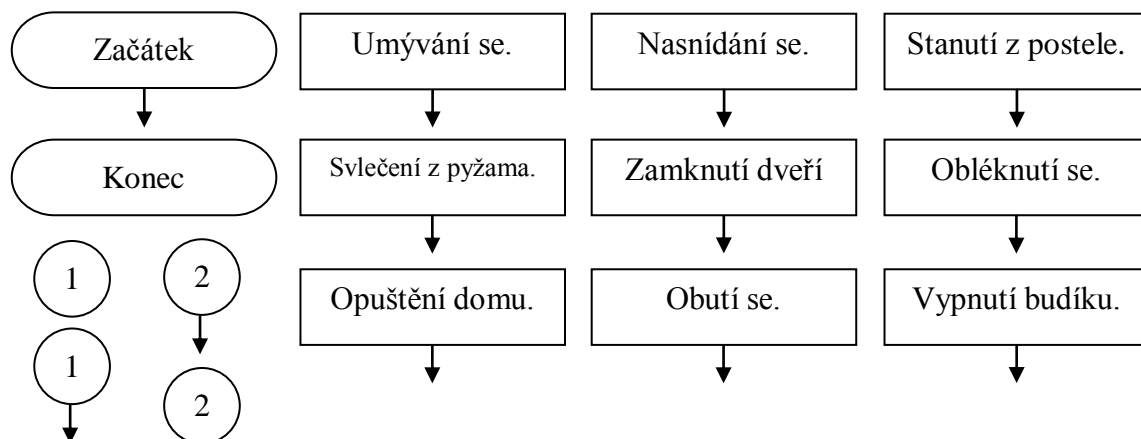 Začátek
Umývání se.
Nasnídání se.
Stanutí z postele.
Konec
Svlečení z pyžama.
Zamknutí dveří
Obléknutí se.
1
2
Opuštění domu.
Obutí se.
Vypnutí budíku.
1
2